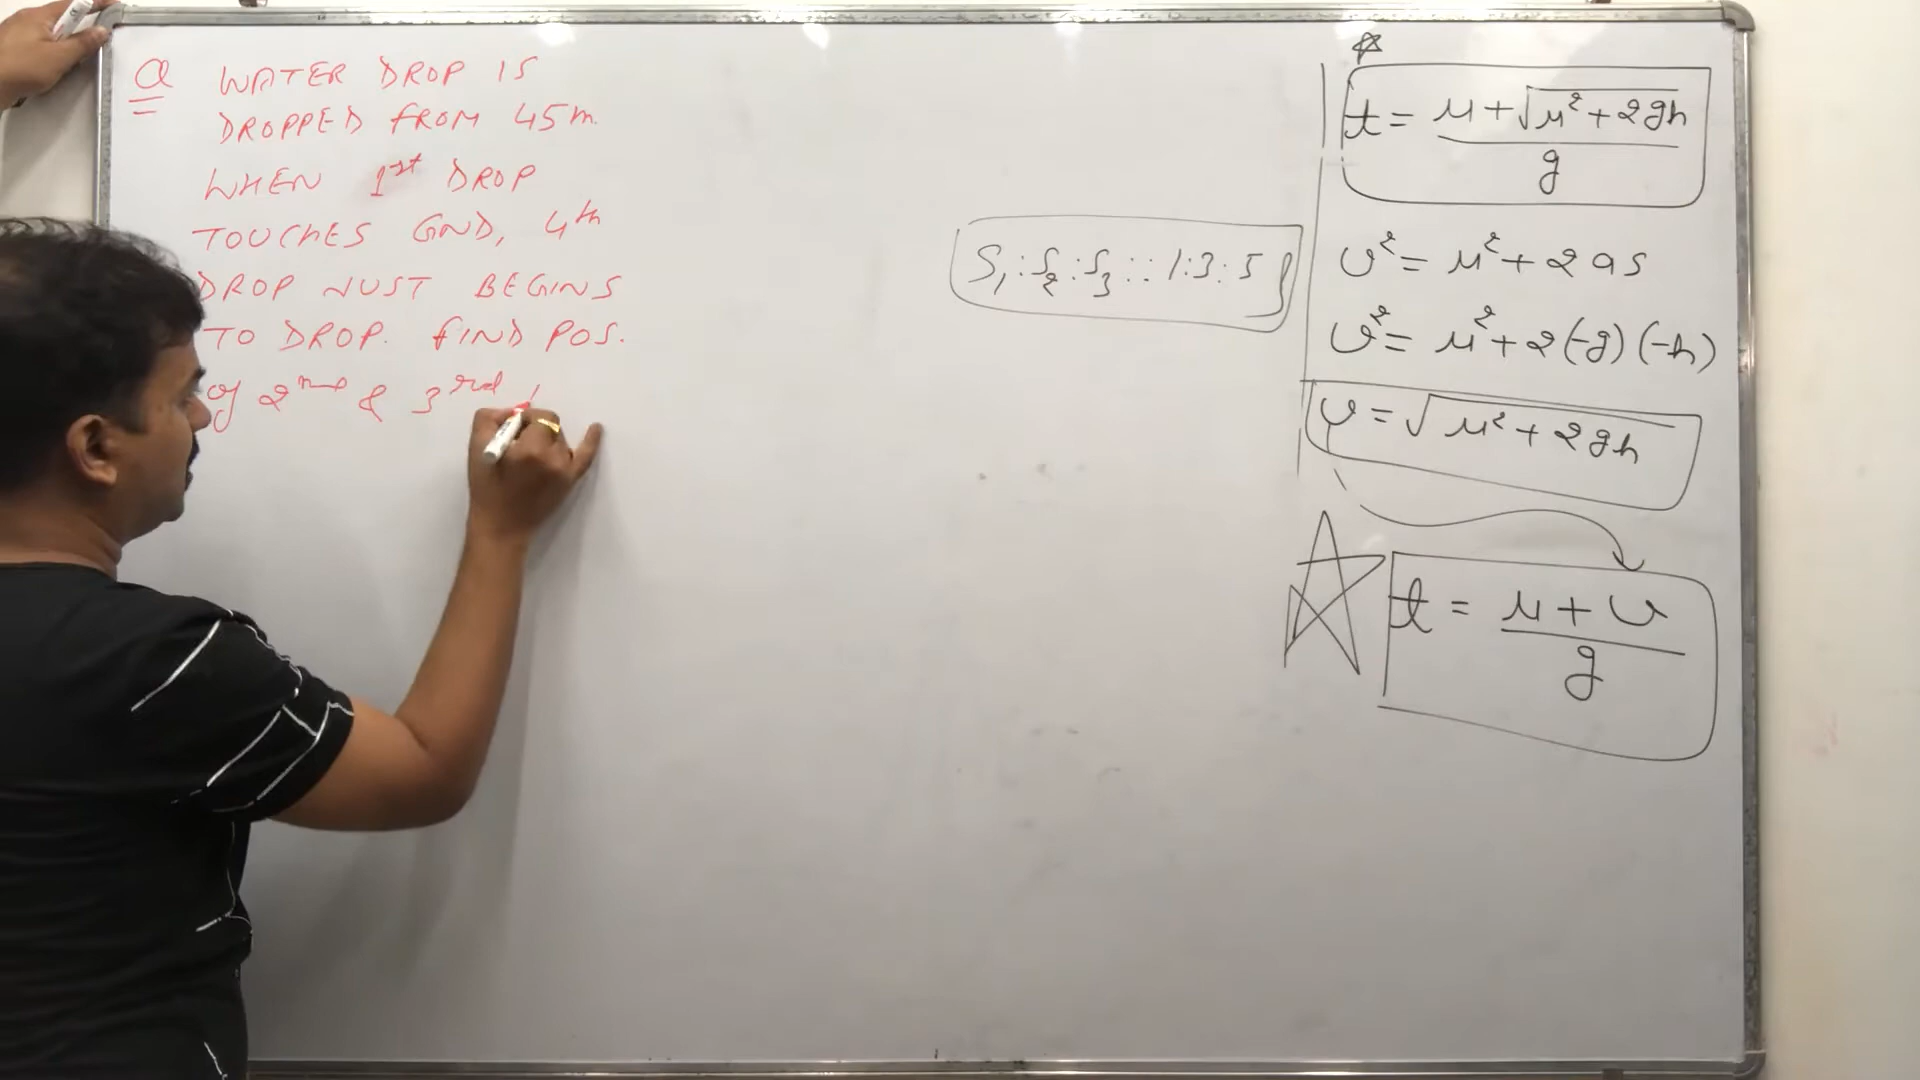 Q WATER DROP IS
DROPPED FROM 45m.
WHEN 1st DROP
TOUCHES GND, 4th
DROP JUST BEGINS
TO DROP. FIND POS.
of 2nd & 3rd
S₁ : S₂ : S₃ :: 1 : 3 : 5
t = u + √u² + 2gh / g
v² = u² + 2as
v² = u² + 2(-g)(-h)
v = √u² + 2gh
t = u + v / g